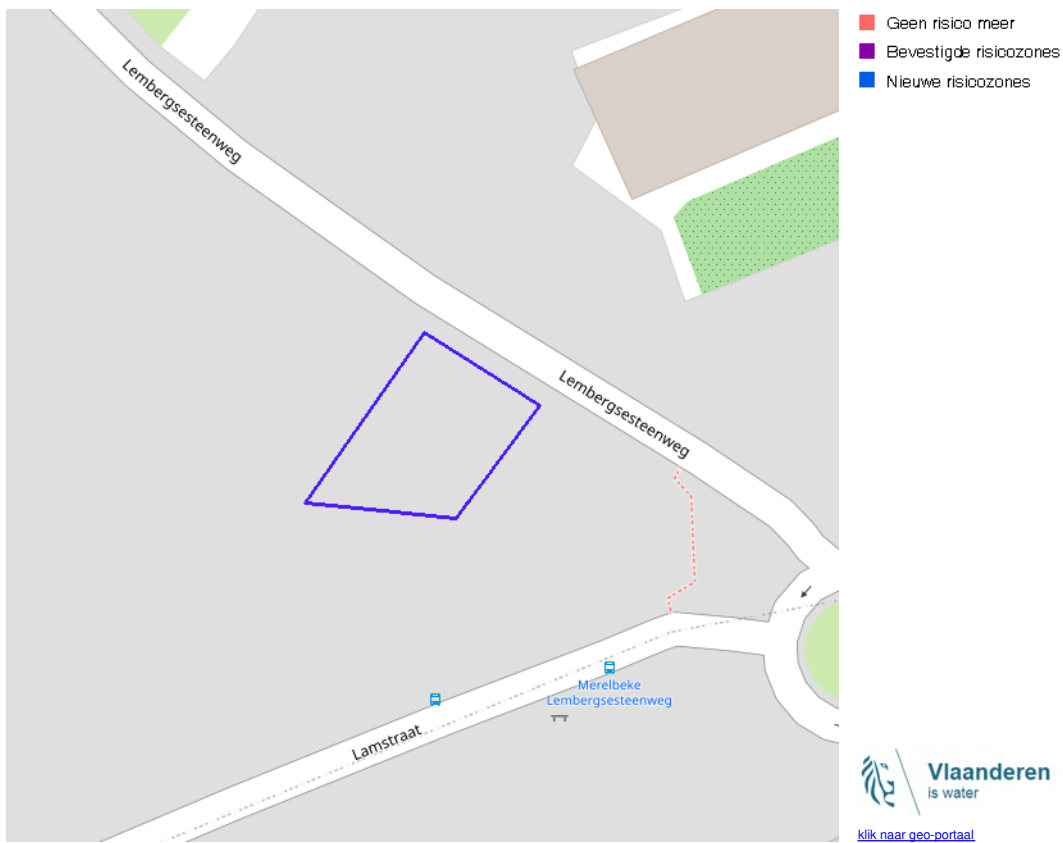 Geen risico meer
Bevestigde risicozones
Nieuwe risicozones
Lembergsesteenweg
Lembergsesteenweg
Merelbeke
Lembergsesteenweg
Lamstraat
Vlaanderen
is water
klik naar geo-portaal